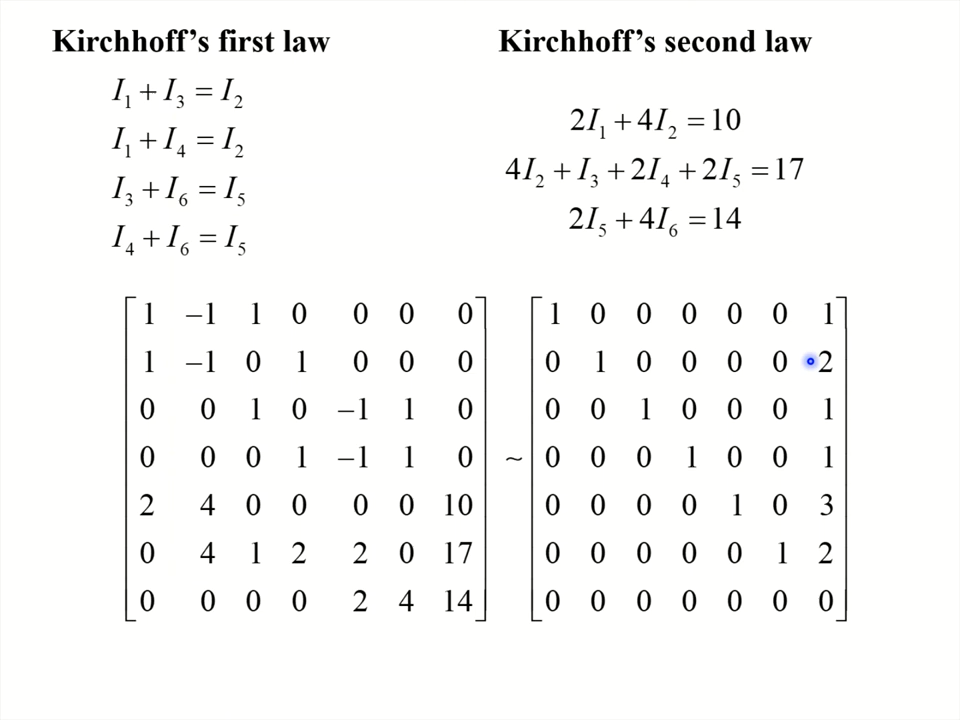 Kirchhoff’s first law
I₁ + I₃ = I₂
I₁ + I₄ = I₂
I₃ + I₆ = I₅
I₄ + I₆ = I₅
Kirchhoff’s second law
2I₁ + 4I₂ = 10
4I₂ + I₃ + 2I₄ + 2I₅ = 17
2I₅ + 4I₆ = 14
1 –1 1 0 0 0 0 1 0 0 0 0 0 1
1 –1 0 1 0 0 0 0 1 0 0 0 0 2
0 0 1 0 –1 1 0 0 0 1 0 0 0 1
0 0 0 1 –1 1 0 ~ 0 0 0 1 0 0 1
2 4 0 0 0 0 10 0 0 0 0 1 0 3
0 4 1 2 2 0 17 0 0 0 0 0 1 2
0 0 0 0 2 4 14 0 0 0 0 0 0 0